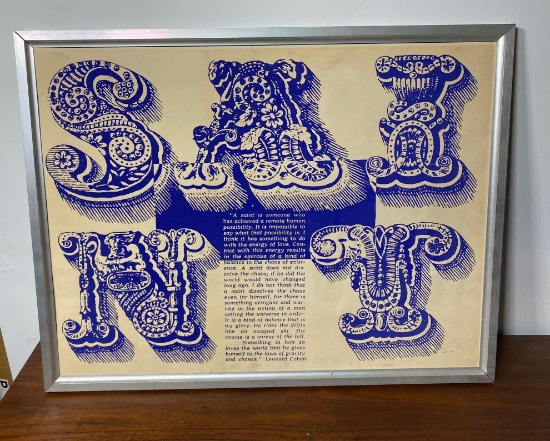 SAI
NT
"A saint is someone who
has achieved a remote human
possibility. It is impossible to
say what that possibility is. I
think it has something to do
with the energy of love. Con-
tact with this energy results
in the exercise of a kind of
balance in the chaos of exist-
ence. A saint does not dis-
solve the chaos; if he did the
world would have changed
long ago. I do not think that
a saint dissolves the chaos
even for himself, for there is
something arrogant and war-
like in the notion of a man
setting the universe in order.
It is a kind of balance that is
his glory. He rides the drifts
like an escaped ski. His
course is a caress of the hill.
Something in him so
loves the world that he gives
himself to the laws of gravity
and chance." Leonard Cohen